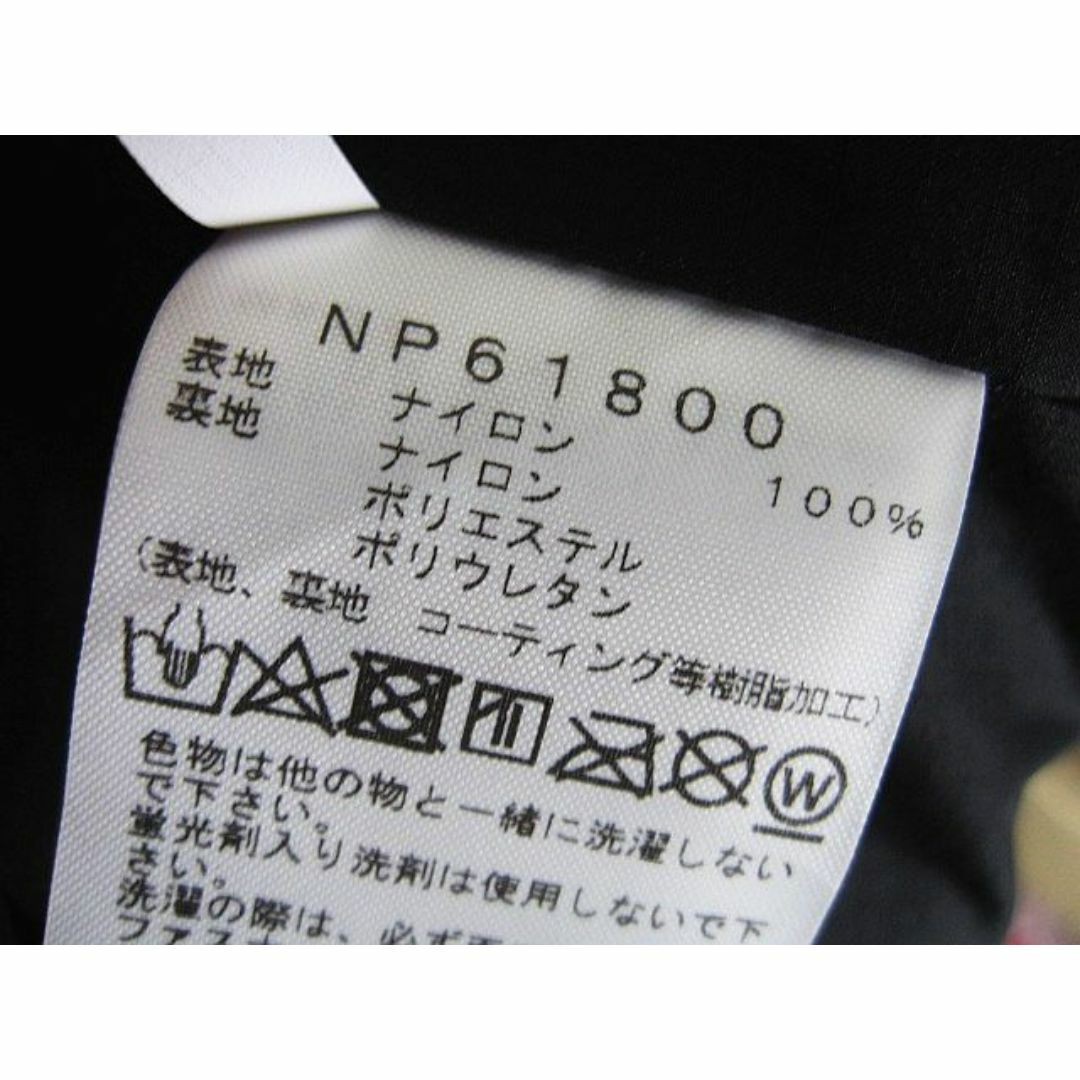 NP61800
表地 ナイロン 100%
裏地 ナイロン
ポリエステル
ポリウレタン
(表地、裏地 コーティング等樹脂加工)
W
色物は他の物と一緒に洗濯しない
で下さい。
蛍光剤入り洗剤は使用しないで下
さい。
洗濯の際は、必ず
ファス